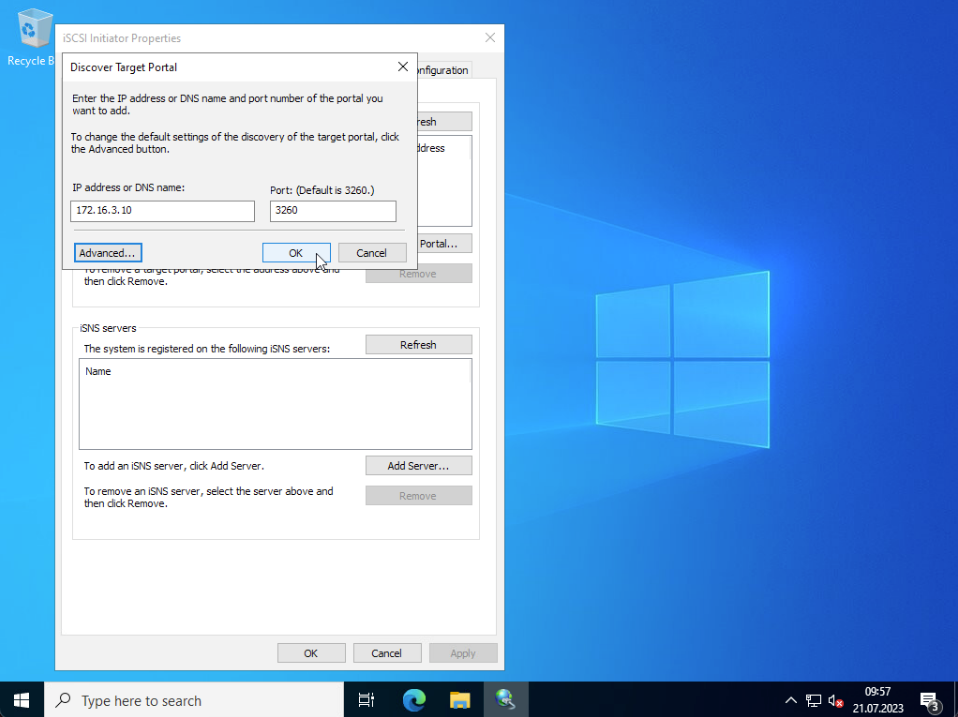 Recycle B
iSCSI Initiator Properties
Discover Target Portal
onfiguration
Enter the IP address or DNS name and port number of the portal you
want to add.
To change the default settings of the discovery of the target portal, click
the Advanced button.
IP address or DNS name:
Port: (Default is 3260.)
172.16.3.10
3260
Advanced...
OK
Cancel
resh
ddress
Portal...
To remove a target portal, select the address above and
then click Remove.
Remove
iSNS servers
The system is registered on the following iSNS servers:
Refresh
Name
To add an iSNS server, click Add Server.
Add Server...
To remove an iSNS server, select the server above and
then click Remove.
Remove
OK
Cancel
Apply
Type here to search
09:57
21.07.2023
3